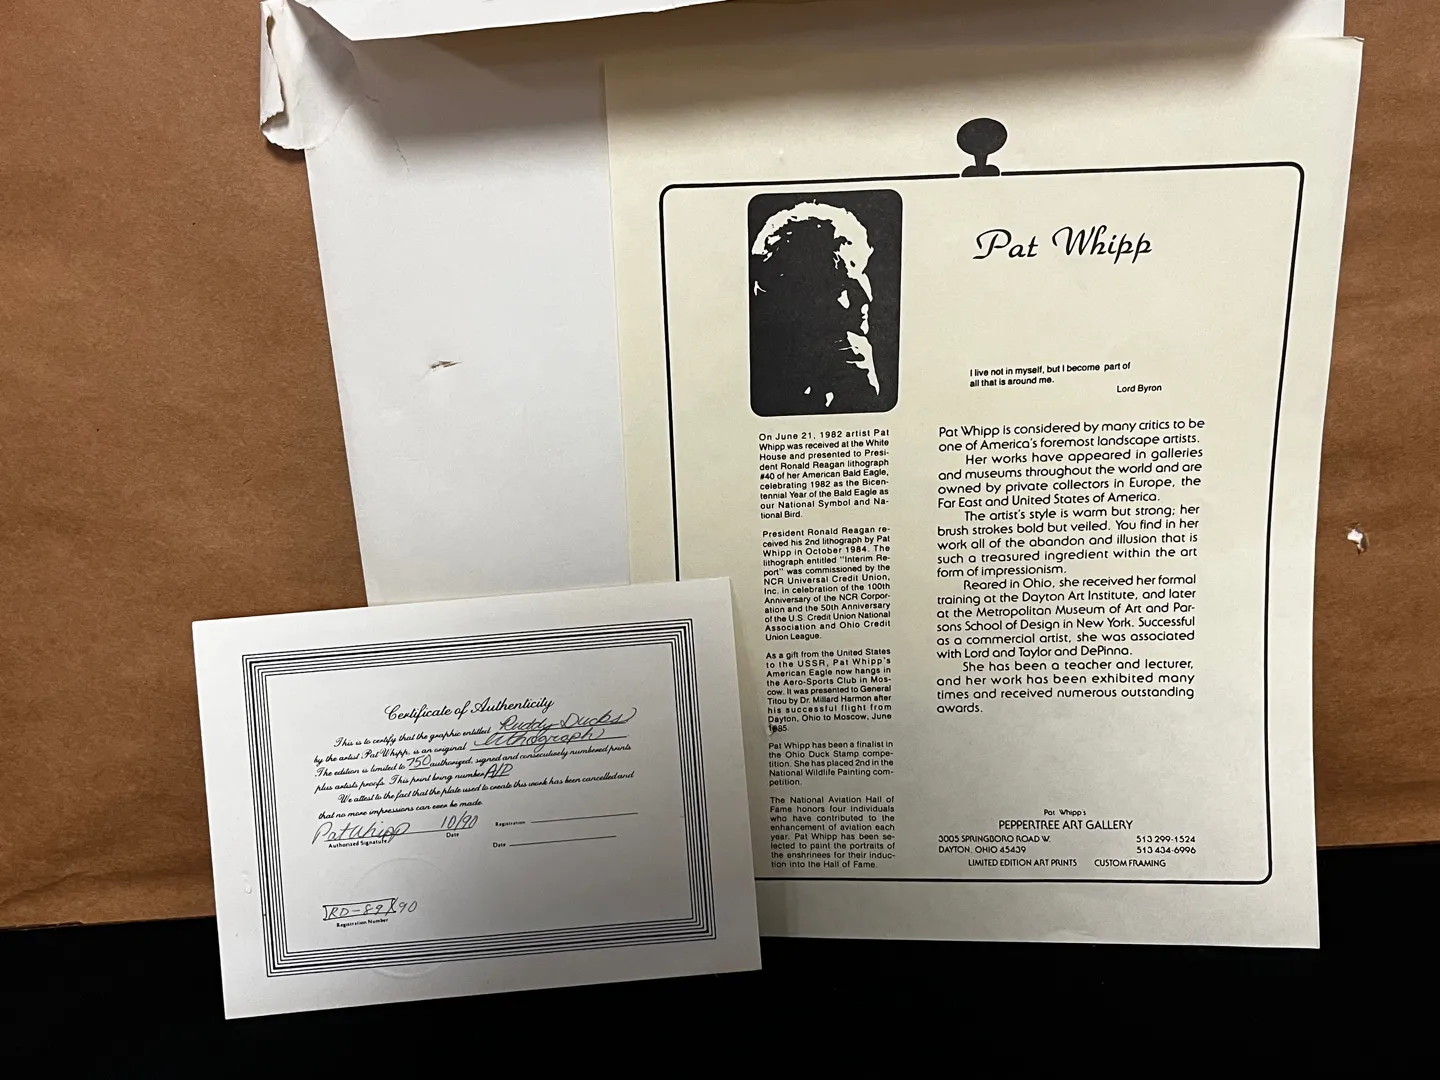 Pat Whipp
I live not in myself, but I become part of
all that is around me.
Lord Byron
On June 21, 1982 artist Pat
Whipp was received at the White
House and presented to Presi-
dent Ronald Reagan lithograph
#40 of her American Bald Eagle,
celebrating 1982 as the Bicen-
tennial Year of the Bald Eagle as
our National Symbol and Na-
tional Bird.
President Ronald Reagan re-
ceived his 2nd lithograph by Pat
Whipp in October 1984. The
lithograph entitled "Interim Re-
port" was commissioned by the
NCR Universal Credit Union,
Inc. in celebration of the 100th
Anniversary of the NCR Corpor-
ation and the 50th Anniversary
of the U.S. Credit Union National
Association and Ohio Credit
Union League.
As a gift from the United States
to the USSR, Pat Whipp's
American Eagle now hangs in
the Aero-Sports Club in Mos-
cow. It was presented to General
Titou by Dr. Millard Harmon after
his successful flight from
Dayton, Ohio to Moscow, June
1985.
Pat Whipp has been a finalist in
the Ohio Duck Stamp compe-
tition. She has placed 2nd in the
National Wildlife Painting com-
petition.
The National Aviation Hall of
Fame honors four individuals
who have contributed to the
enhancement of aviation each
year. Pat Whipp has been se-
lected to paint the portraits of
the enshrinees for their induc-
tion into the Hall of Fame.
Pat Whipp is considered by many critics to be
one of America's foremost landscape artists.
Her works have appeared in galleries
and museums throughout the world and are
owned by private collectors in Europe, the
Far East and United States of America.
The artist's style is warm but strong; her
brush strokes bold but veiled. You find in her
work all of the abandon and illusion that is
such a treasured ingredient within the art
form of impressionism.
Reared in Ohio, she received her formal
training at the Dayton Art Institute, and later
at the Metropolitan Museum of Art and Par-
sons School of Design in New York. Successful
as a commercial artist, she was associated
with Lord and Taylor and DePinna.
She has been a teacher and lecturer,
and her work has been exhibited many
times and received numerous outstanding
awards.
Pat Whipp's
PEPPERTREE ART GALLERY
3005 SPRINGBORO ROAD W. 513 299-1524
DAYTON, OHIO 45439 513 434-6996
LIMITED EDITION ART PRINTS CUSTOM FRAMING
Certificate of Authenticity
This is to certify that the graphic entitled Ruddy Ducks
by the artist Pat Whipp, is an original lithograph
The edition is limited to 750 authorized, signed and consecutively numbered prints
plus artists proofs. This print being number A/P
We attest to the fact that the plate used to create this work has been cancelled and
that no more impressions can ever be made.
Pat Whipp 10/90 Registration
Authorized Signature Date
Date
RD-89/90
Registration Number